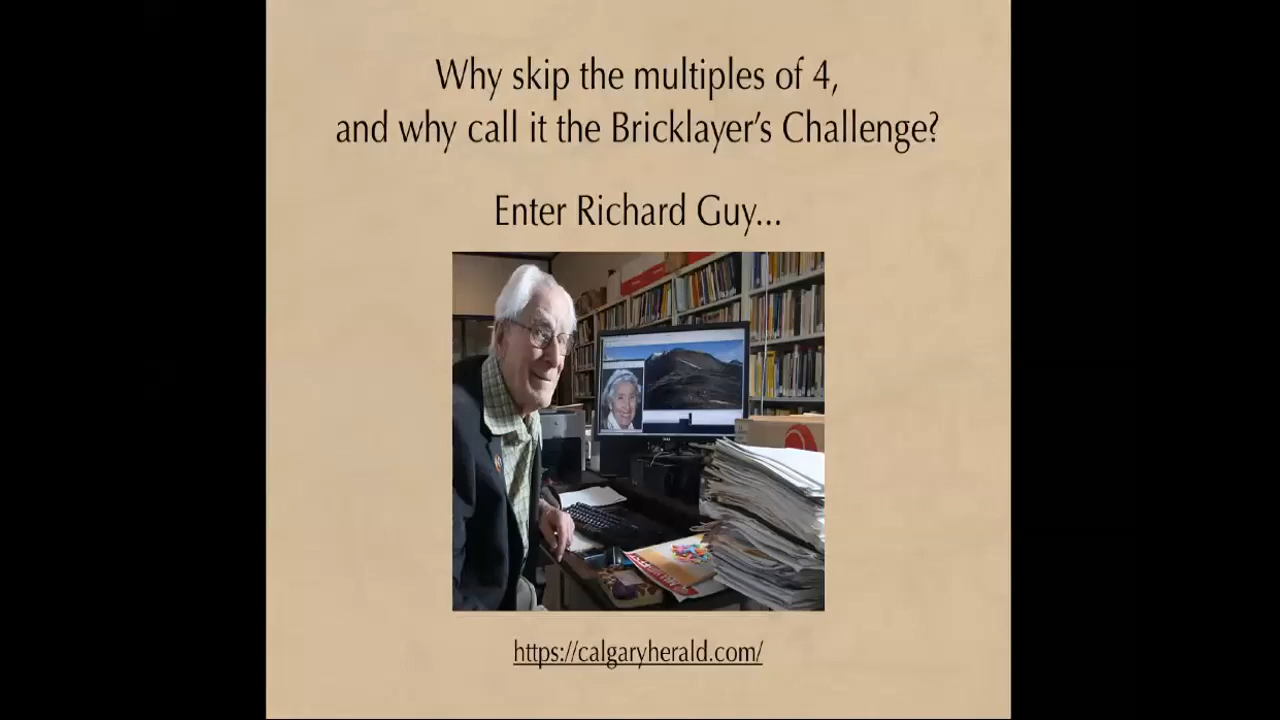 Why skip the multiples of 4,
and why call it the Bricklayer's Challenge?
Enter Richard Guy...
https://calgaryherald.com/